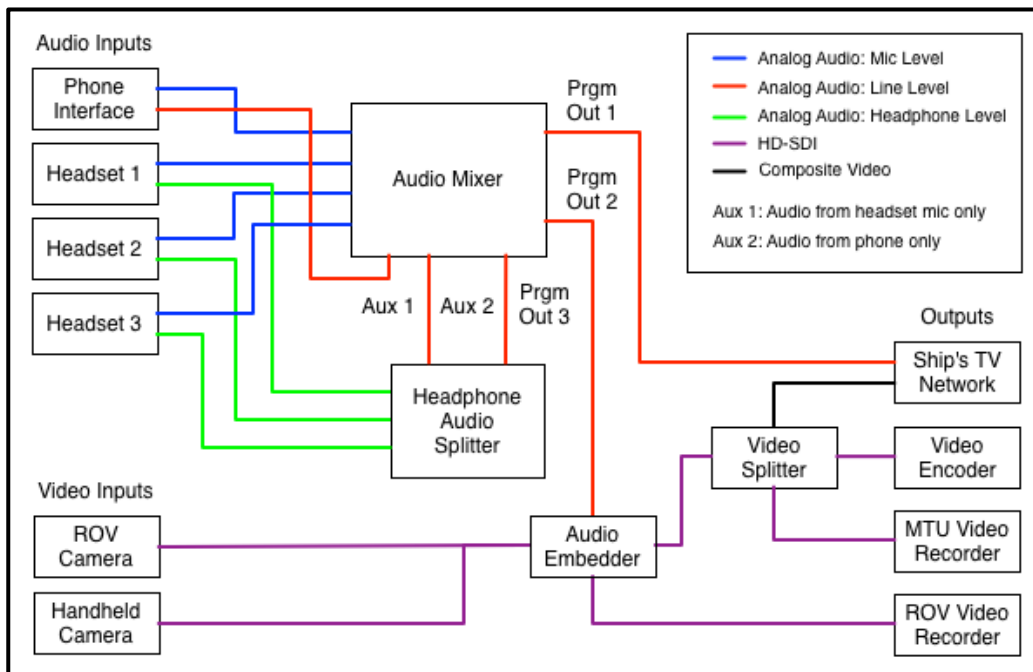 Audio Inputs
Phone
Interface
Headset 1
Headset 2
Headset 3
Audio Mixer
Prgm
Out 1
Prgm
Out 2
Aux 1
Aux 2
Prgm
Out 3
Headphone
Audio
Splitter
Analog Audio: Mic Level
Analog Audio: Line Level
Analog Audio: Headphone Level
HD-SDI
Composite Video
Aux 1: Audio from headset mic only
Aux 2: Audio from phone only
Outputs
Ship's TV
Network
Video
Splitter
Video
Encoder
MTU Video
Recorder
ROV Video
Recorder
Video Inputs
ROV
Camera
Handheld
Camera
Audio
Embedder